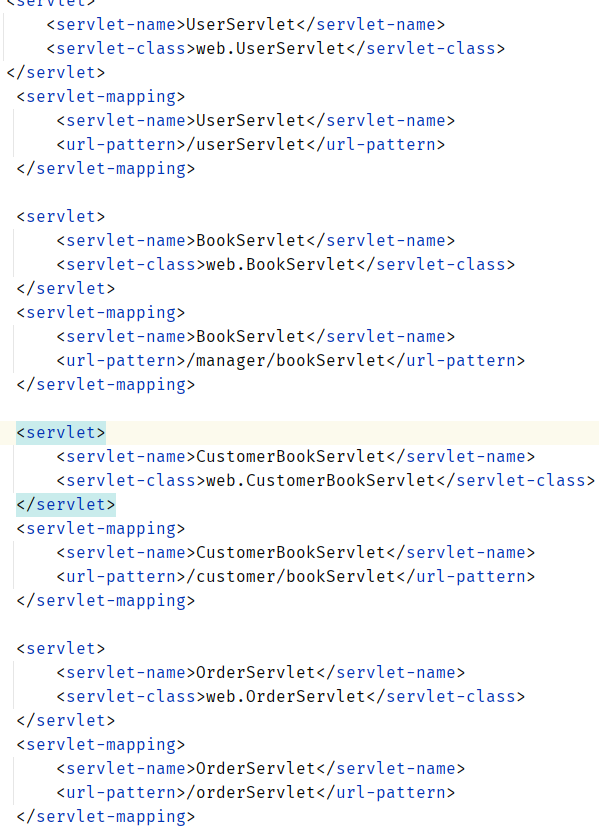 <servlet>
<servlet-name>UserServlet</servlet-name>
<servlet-class>web.UserServlet</servlet-class>
</servlet>
<servlet-mapping>
<servlet-name>UserServlet</servlet-name>
<url-pattern>/userServlet</url-pattern>
</servlet-mapping>
<servlet>
<servlet-name>BookServlet</servlet-name>
<servlet-class>web.BookServlet</servlet-class>
</servlet>
<servlet-mapping>
<servlet-name>BookServlet</servlet-name>
<url-pattern>/manager/bookServlet</url-pattern>
</servlet-mapping>
<servlet>
<servlet-name>CustomerBookServlet</servlet-name>
<servlet-class>web.CustomerBookServlet</servlet-class>
</servlet>
<servlet-mapping>
<servlet-name>CustomerBookServlet</servlet-name>
<url-pattern>/customer/bookServlet</url-pattern>
</servlet-mapping>
<servlet>
<servlet-name>OrderServlet</servlet-name>
<servlet-class>web.OrderServlet</servlet-class>
</servlet>
<servlet-mapping>
<servlet-name>OrderServlet</servlet-name>
<url-pattern>/orderServlet</url-pattern>
</servlet-mapping>